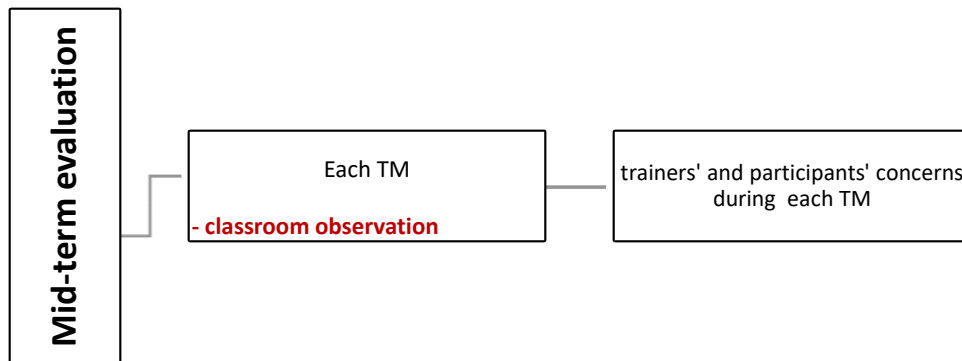 Mid-term evaluation
Each TM
- classroom observation
trainers' and participants' concerns
during each TM